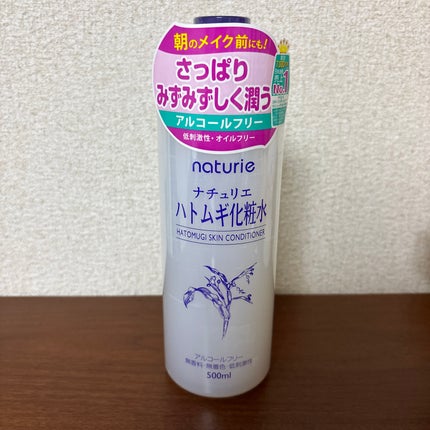 朝のメイク前にも!
さっぱり
みずみずしく潤う
アルコールフリー
低刺激性・オイルフリー
No.1
naturie
ナチュリエ
ハトムギ化粧水
HATOMUGI SKIN CONDITIONER
アルコールフリー
無香料・無着色・低刺激性
500ml